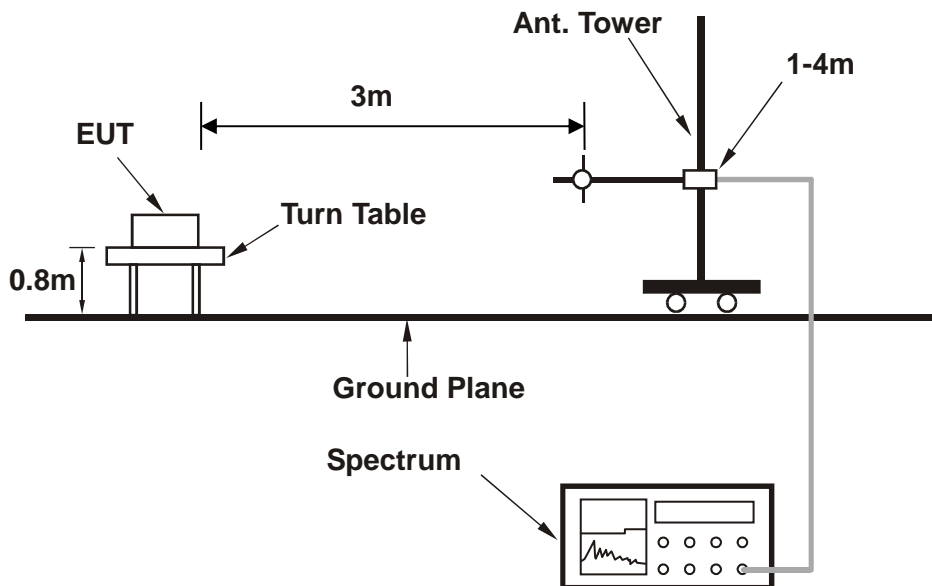 Ant. Tower
1-4m
3m
EUT
Turn Table
0.8m
Ground Plane
Spectrum